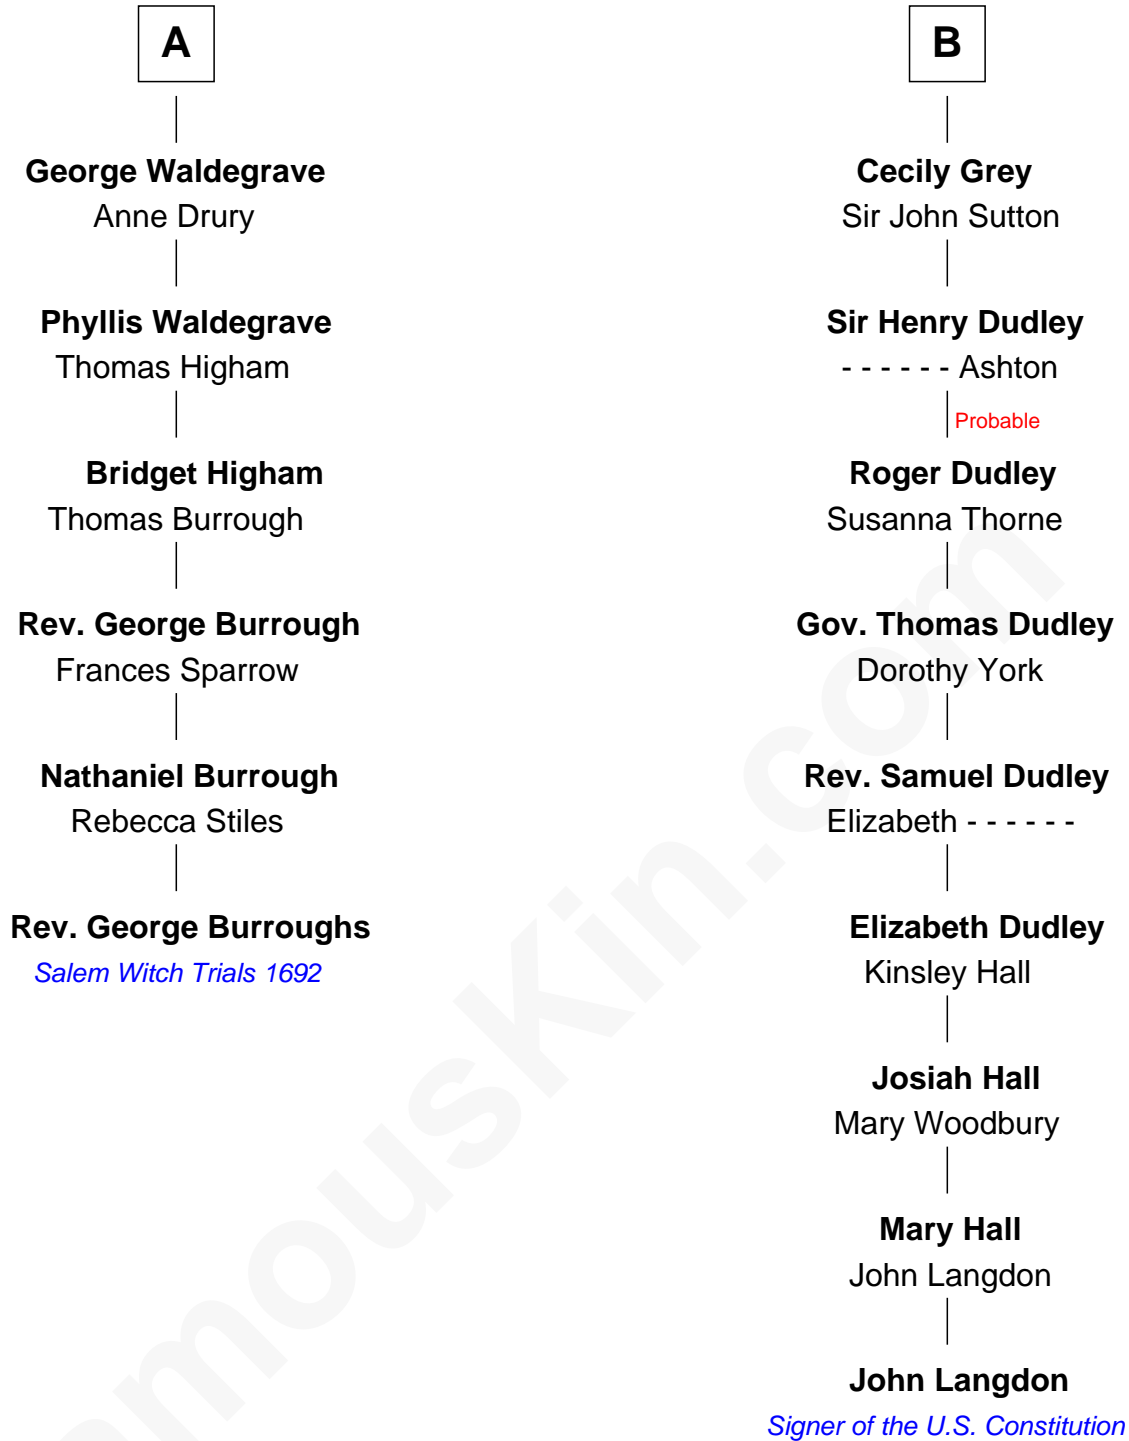 A
George Waldegrave
Anne Drury
Phyllis Waldegrave
Thomas Higham
Bridget Higham
Thomas Burrough
Rev. George Burrough
Frances Sparrow
Nathaniel Burrough
Rebecca Stiles
Rev. George Burroughs
Salem Witch Trials 1692
B
Cecily Grey
Sir John Sutton
Sir Henry Dudley
- - - - - - Ashton
Probable
Roger Dudley
Susanna Thorne
Gov. Thomas Dudley
Dorothy York
Rev. Samuel Dudley
Elizabeth - - - - - -
Elizabeth Dudley
Kinsley Hall
Josiah Hall
Mary Woodbury
Mary Hall
John Langdon
John Langdon
Signer of the U.S. Constitution
amousKin.com